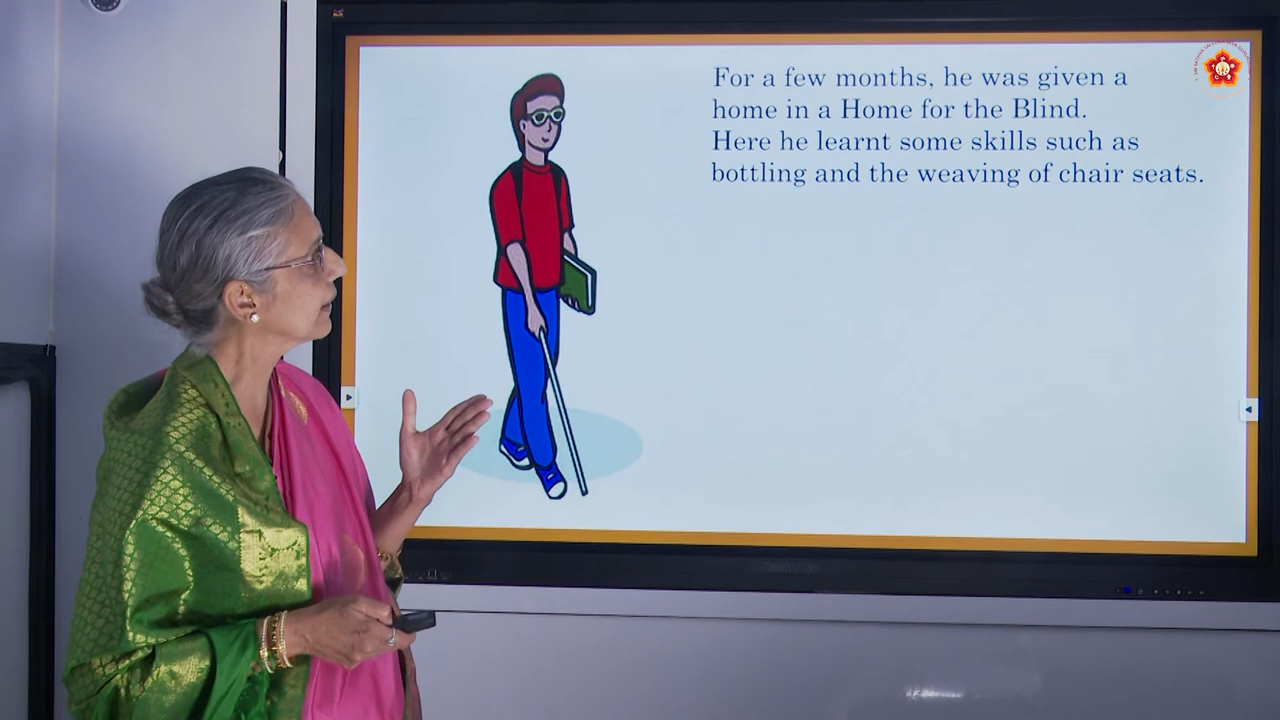 For a few months, he was given a
home in a Home for the Blind.
Here he learnt some skills such as
bottling and the weaving of chair seats.